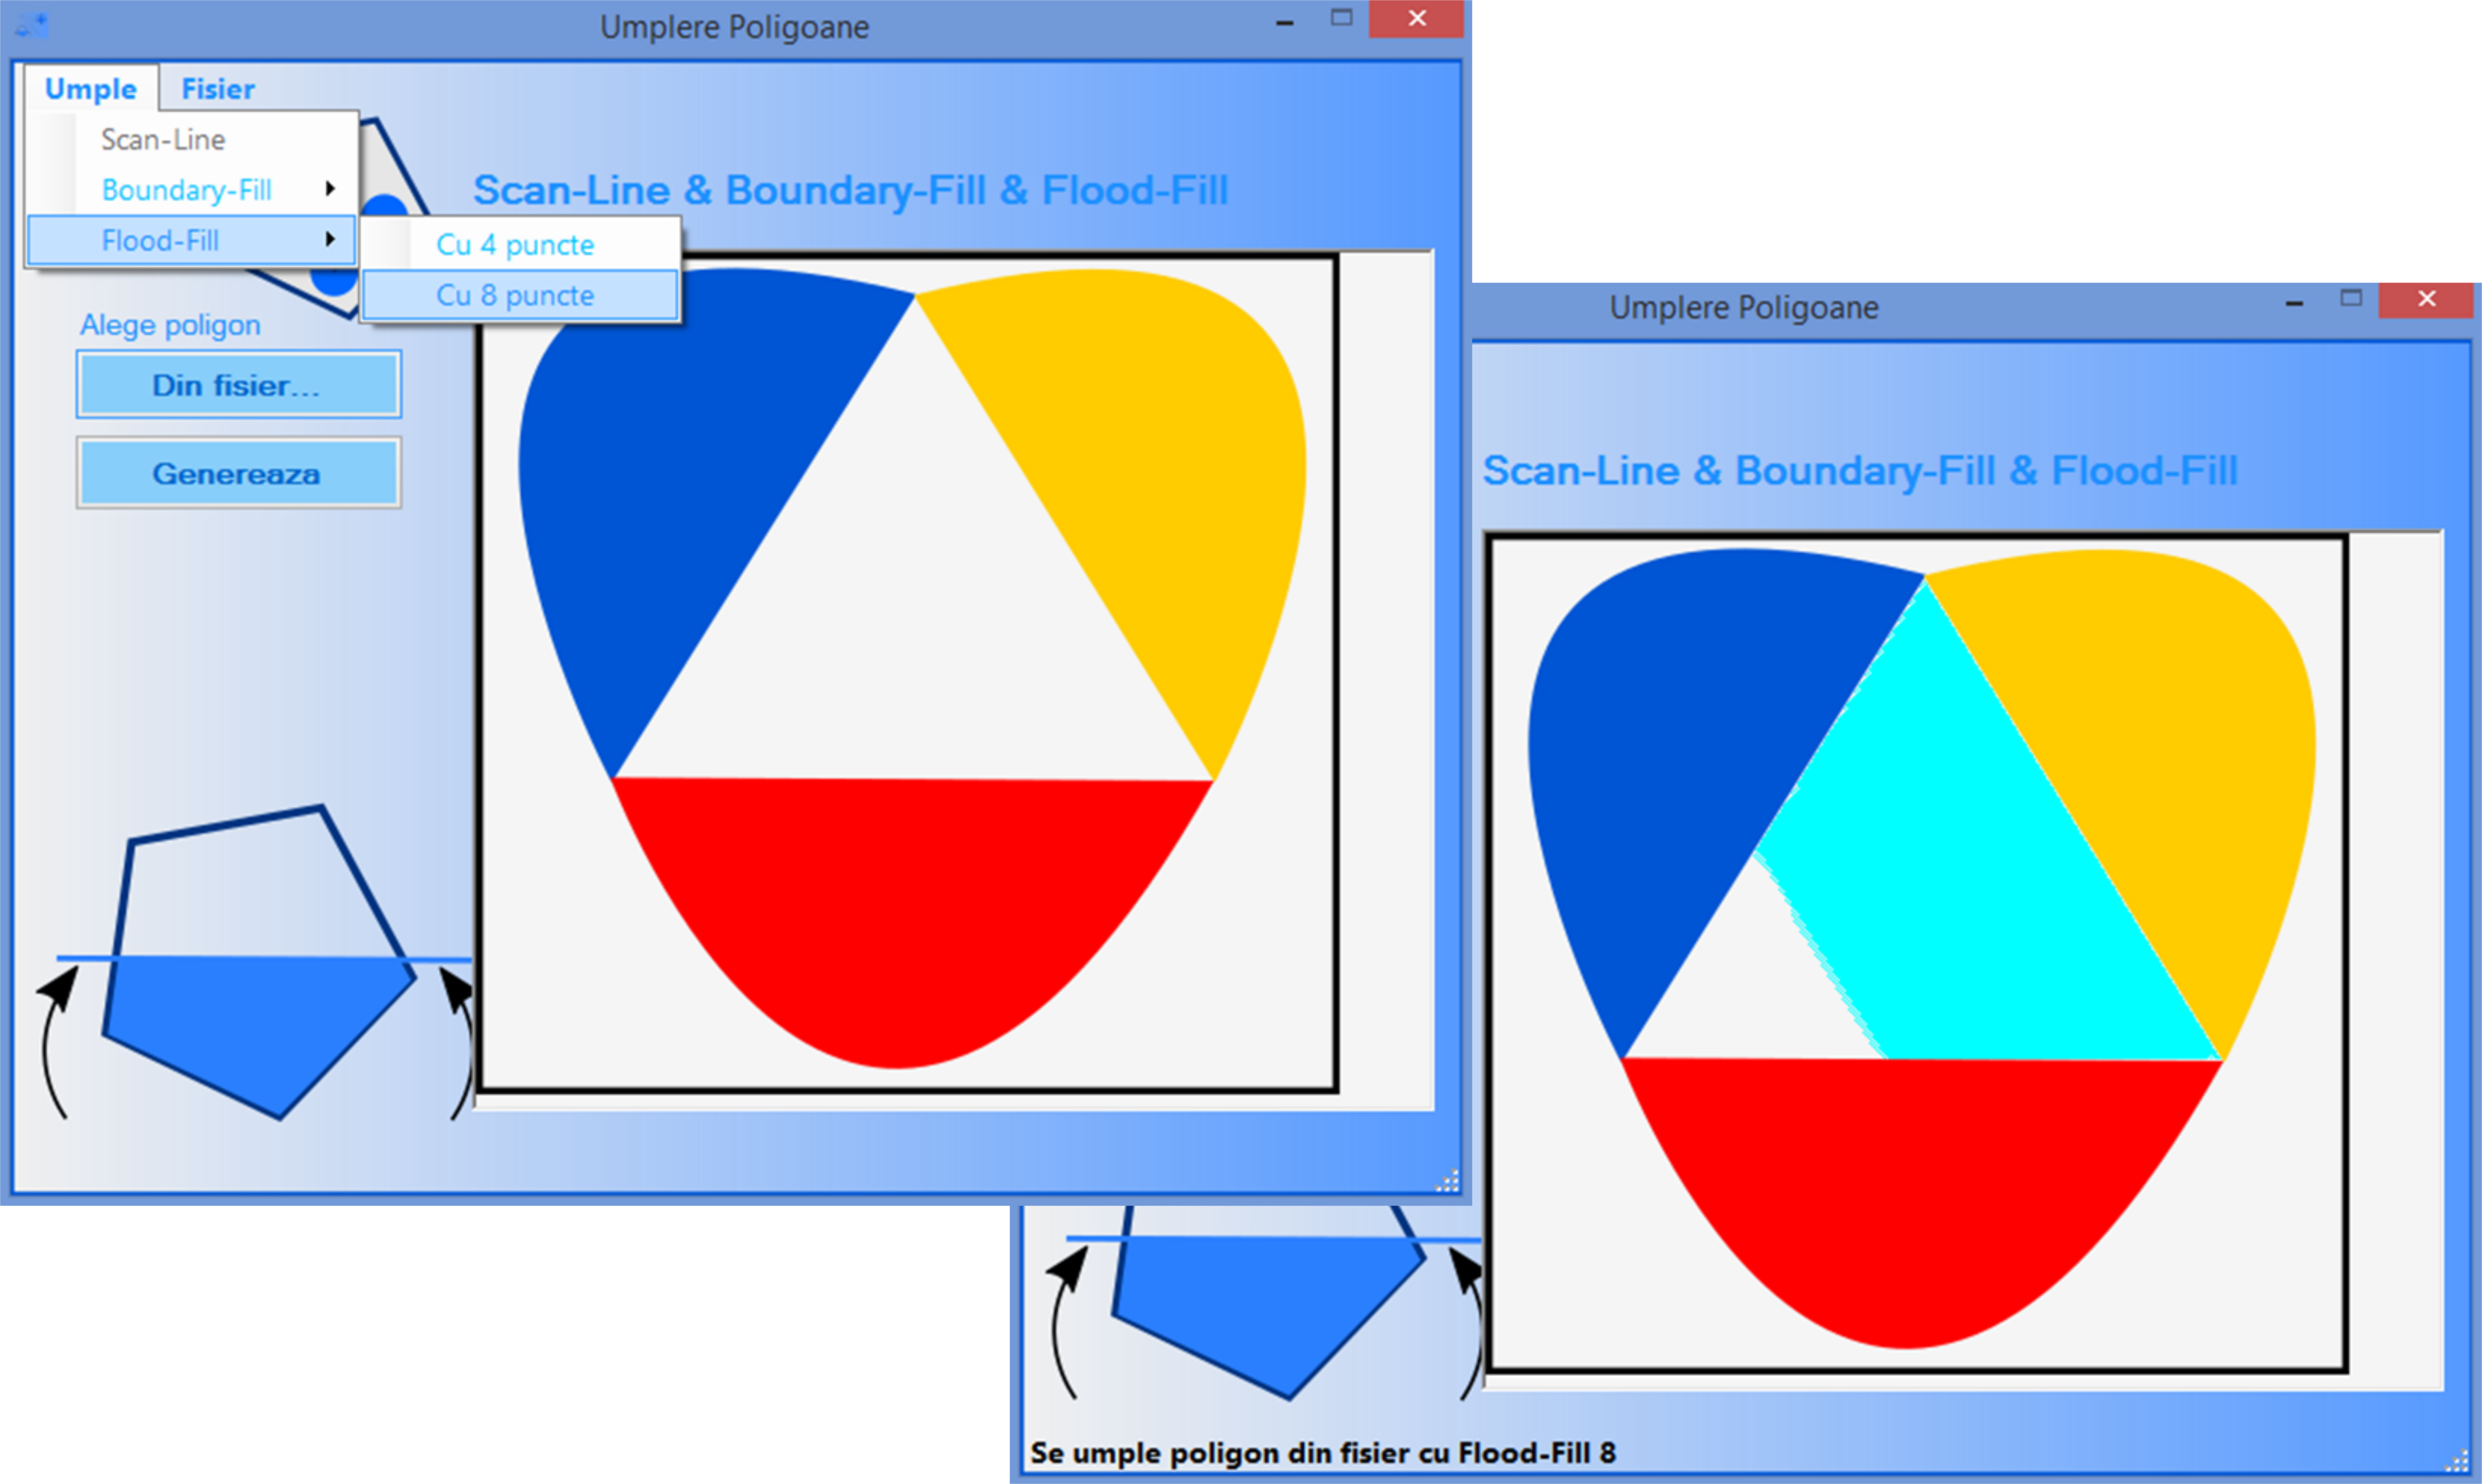 Umplere Poligoane
Umple Fisier
Scan-Line
Boundary-Fill
Flood-Fill
Cu 4 puncte
Cu 8 puncte
Scan-Line & Boundary-Fill & Flood-Fill
Alege poligon
Din fisier...
Genereaza
Umplere Poligoane
Scan-Line & Boundary-Fill & Flood-Fill
Se umple poligon din fisier cu Flood-Fill 8